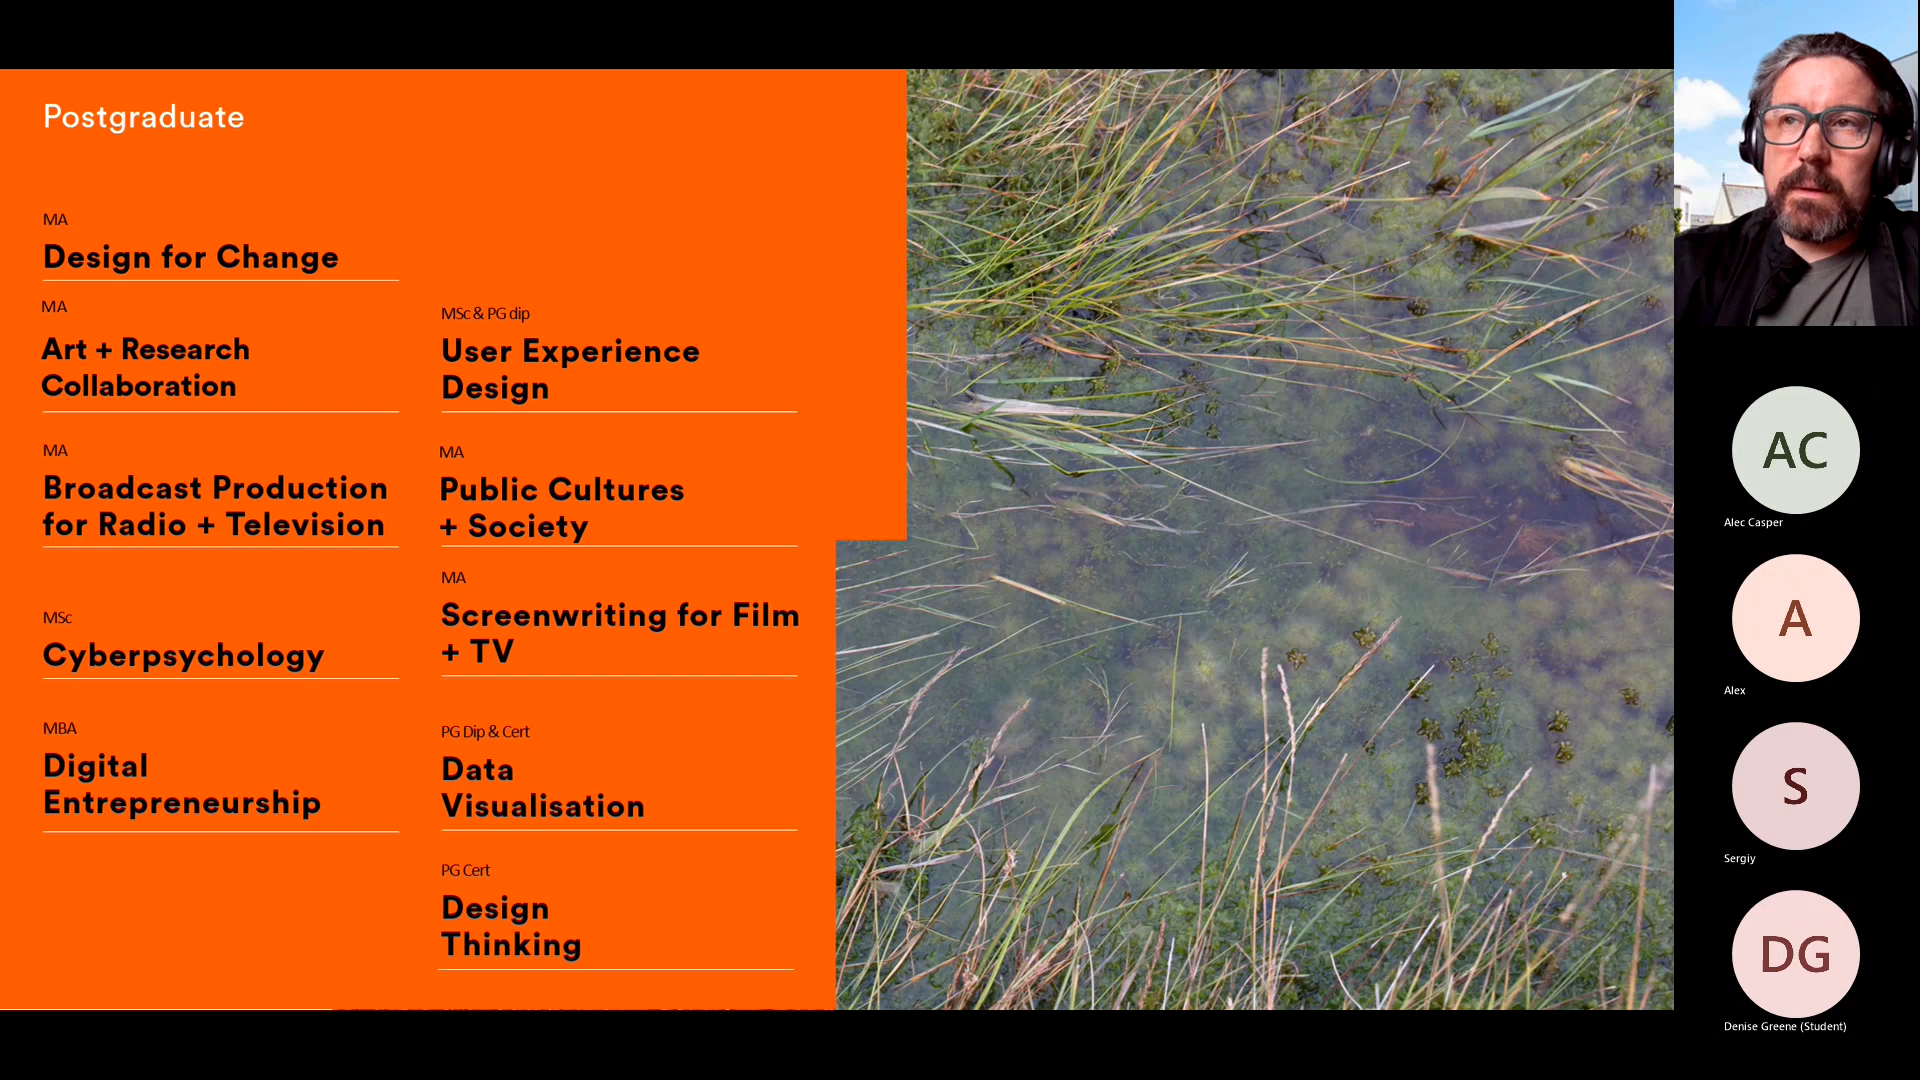 Postgraduate
MA
Design for Change
MA
Art + Research
Collaboration
MA
Broadcast Production
for Radio + Television
MSc
Cyberpsychology
MBA
Digital
Entrepreneurship
MSc & PG dip
User Experience
Design
MA
Public Cultures
+ Society
MA
Screenwriting for Film
+ TV
PG Dip & Cert
Data
Visualisation
PG Cert
Design
Thinking
AC
Alec Casper
A
Alex
S
Sergiy
DG
Denise Greene (Student)